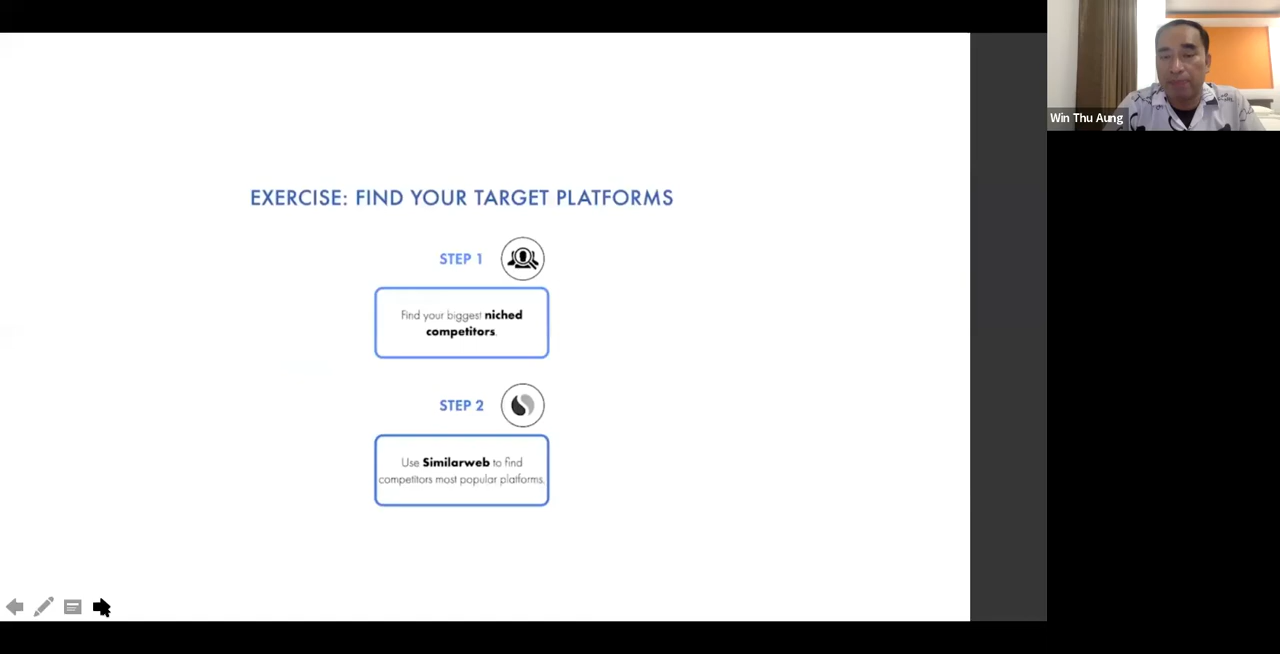 Win Thu Aung
EXERCISE: FIND YOUR TARGET PLATFORMS
STEP 1
Find your biggest niched
competitors.
STEP 2
Use Similarweb to find
competitors most popular platforms.